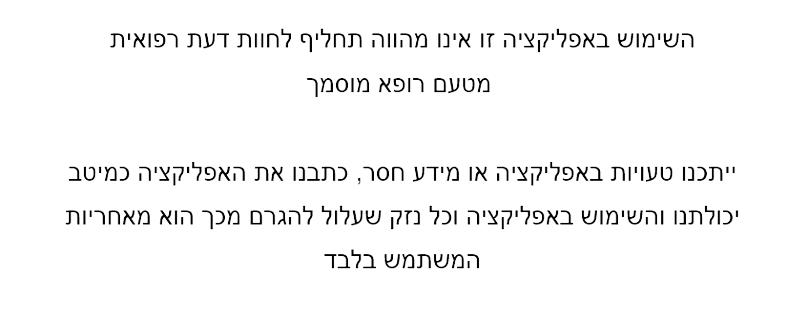 השימוש באפליקציה זו אינו מהווה תחליף לחוות דעת רפואית
מטעם רופא מוסמך
ייתכנו טעויות באפליקציה או מידע חסר, כתבנו את האפליקציה כמיטב
יכולתנו והשימוש באפליקציה וכל נזק שעלול להגרם מכך הוא מאחריות
המשתמש בלבד